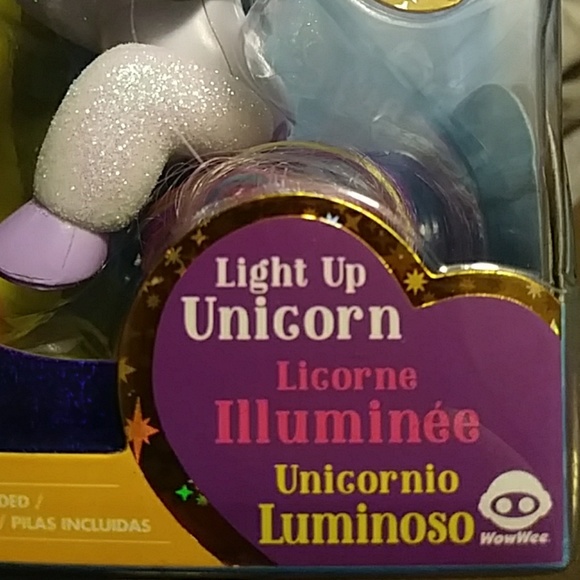 Light Up
Unicorn
Licorne
Illuminée
Unicornio
Luminoso
WowWee
DED /
/ PILAS INCLUIDAS